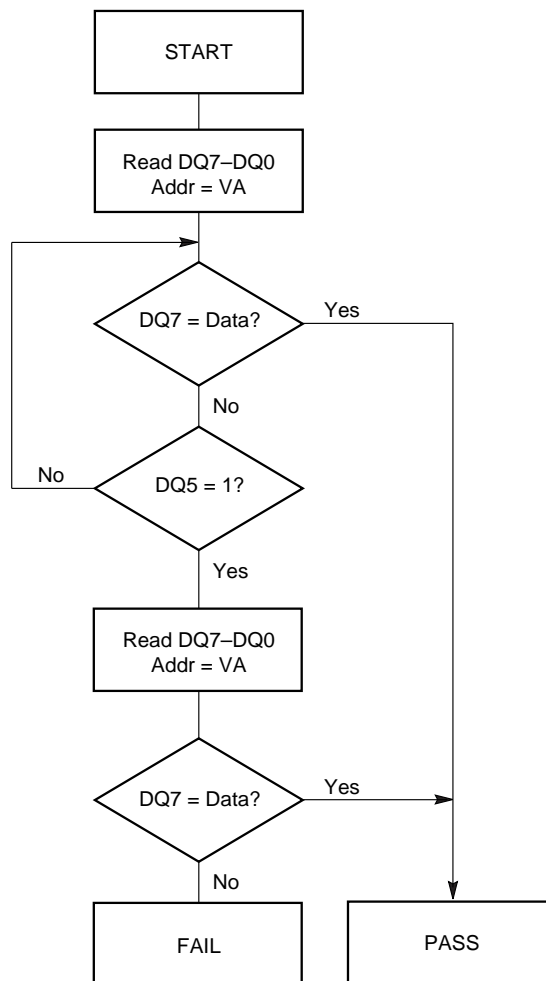 START
Read DQ7–DQ0
Addr = VA
DQ7 = Data?
Yes
No
No
DQ5 = 1?
Yes
Read DQ7–DQ0
Addr = VA
DQ7 = Data?
Yes
No
FAIL
PASS